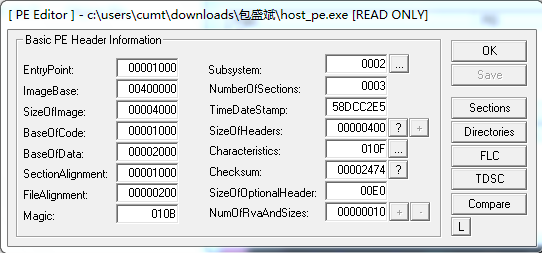 [ PE Editor ] - c:\users\cumt\downloads\包盛斌\host_pe.exe [READ ONLY]
Basic PE Header Information
EntryPoint: 00001000 Subsystem: 0002 ... OK
ImageBase: 00400000 NumberOfSections: 0003 Save
SizeOfImage: 00004000 TimeDateStamp: 58DCC2E5 Sections
BaseOfCode: 00001000 SizeOfHeaders: 00000400 ? + Directories
BaseOfData: 00002000 Characteristics: 010F ... FLC
SectionAlignment: 00001000 Checksum: 00002474 ? TDSC
FileAlignment: 00000200 SizeOfOptionalHeader: 00E0 Compare
Magic: 010B NumOfRvaAndSizes: 00000010 + - L